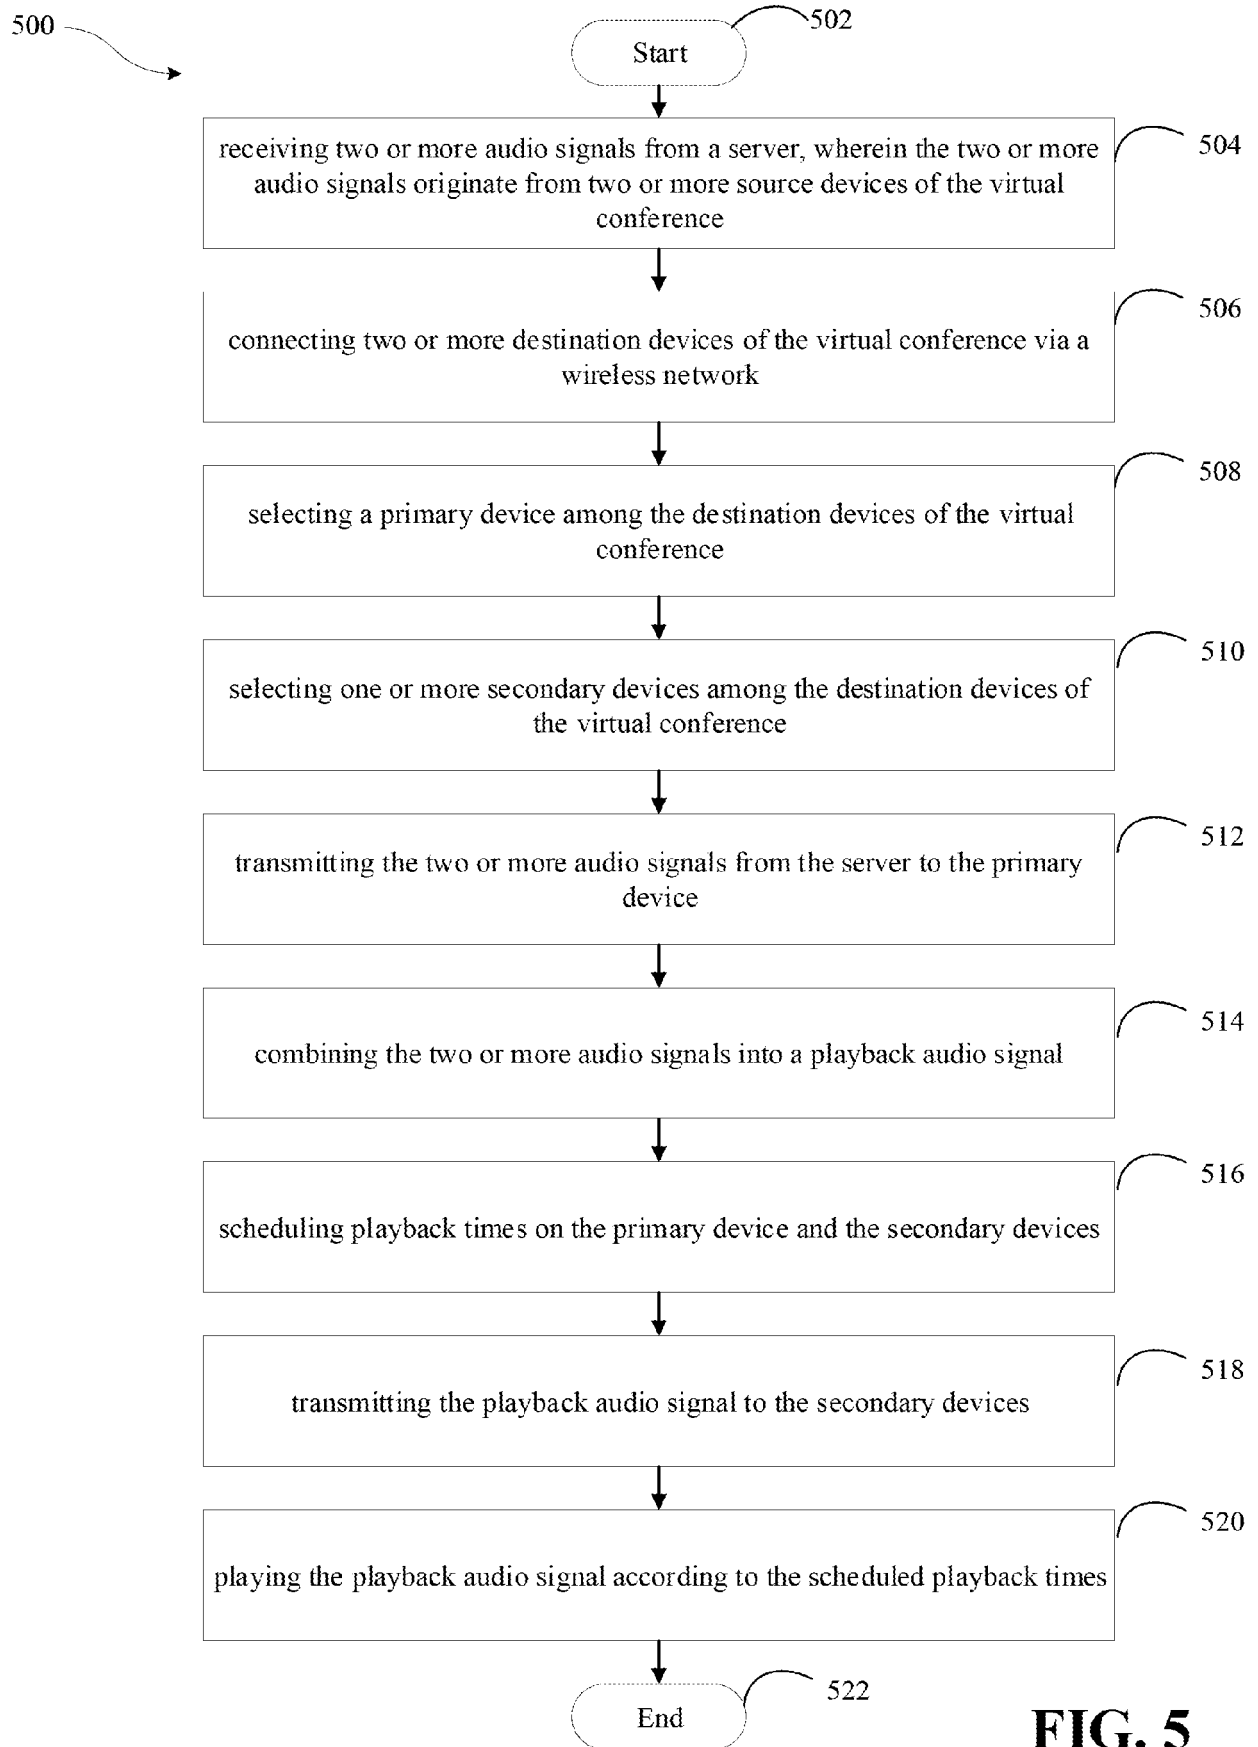 500
502
Start
504
receiving two or more audio signals from a server, wherein the two or more
audio signals originate from two or more source devices of the virtual
conference
506
connecting two or more destination devices of the virtual conference via a
wireless network
508
selecting a primary device among the destination devices of the virtual
conference
510
selecting one or more secondary devices among the destination devices of
the virtual conference
512
transmitting the two or more audio signals from the server to the primary
device
514
combining the two or more audio signals into a playback audio signal
516
scheduling playback times on the primary device and the secondary devices
518
transmitting the playback audio signal to the secondary devices
520
playing the playback audio signal according to the scheduled playback times
522
End
FIG. 5